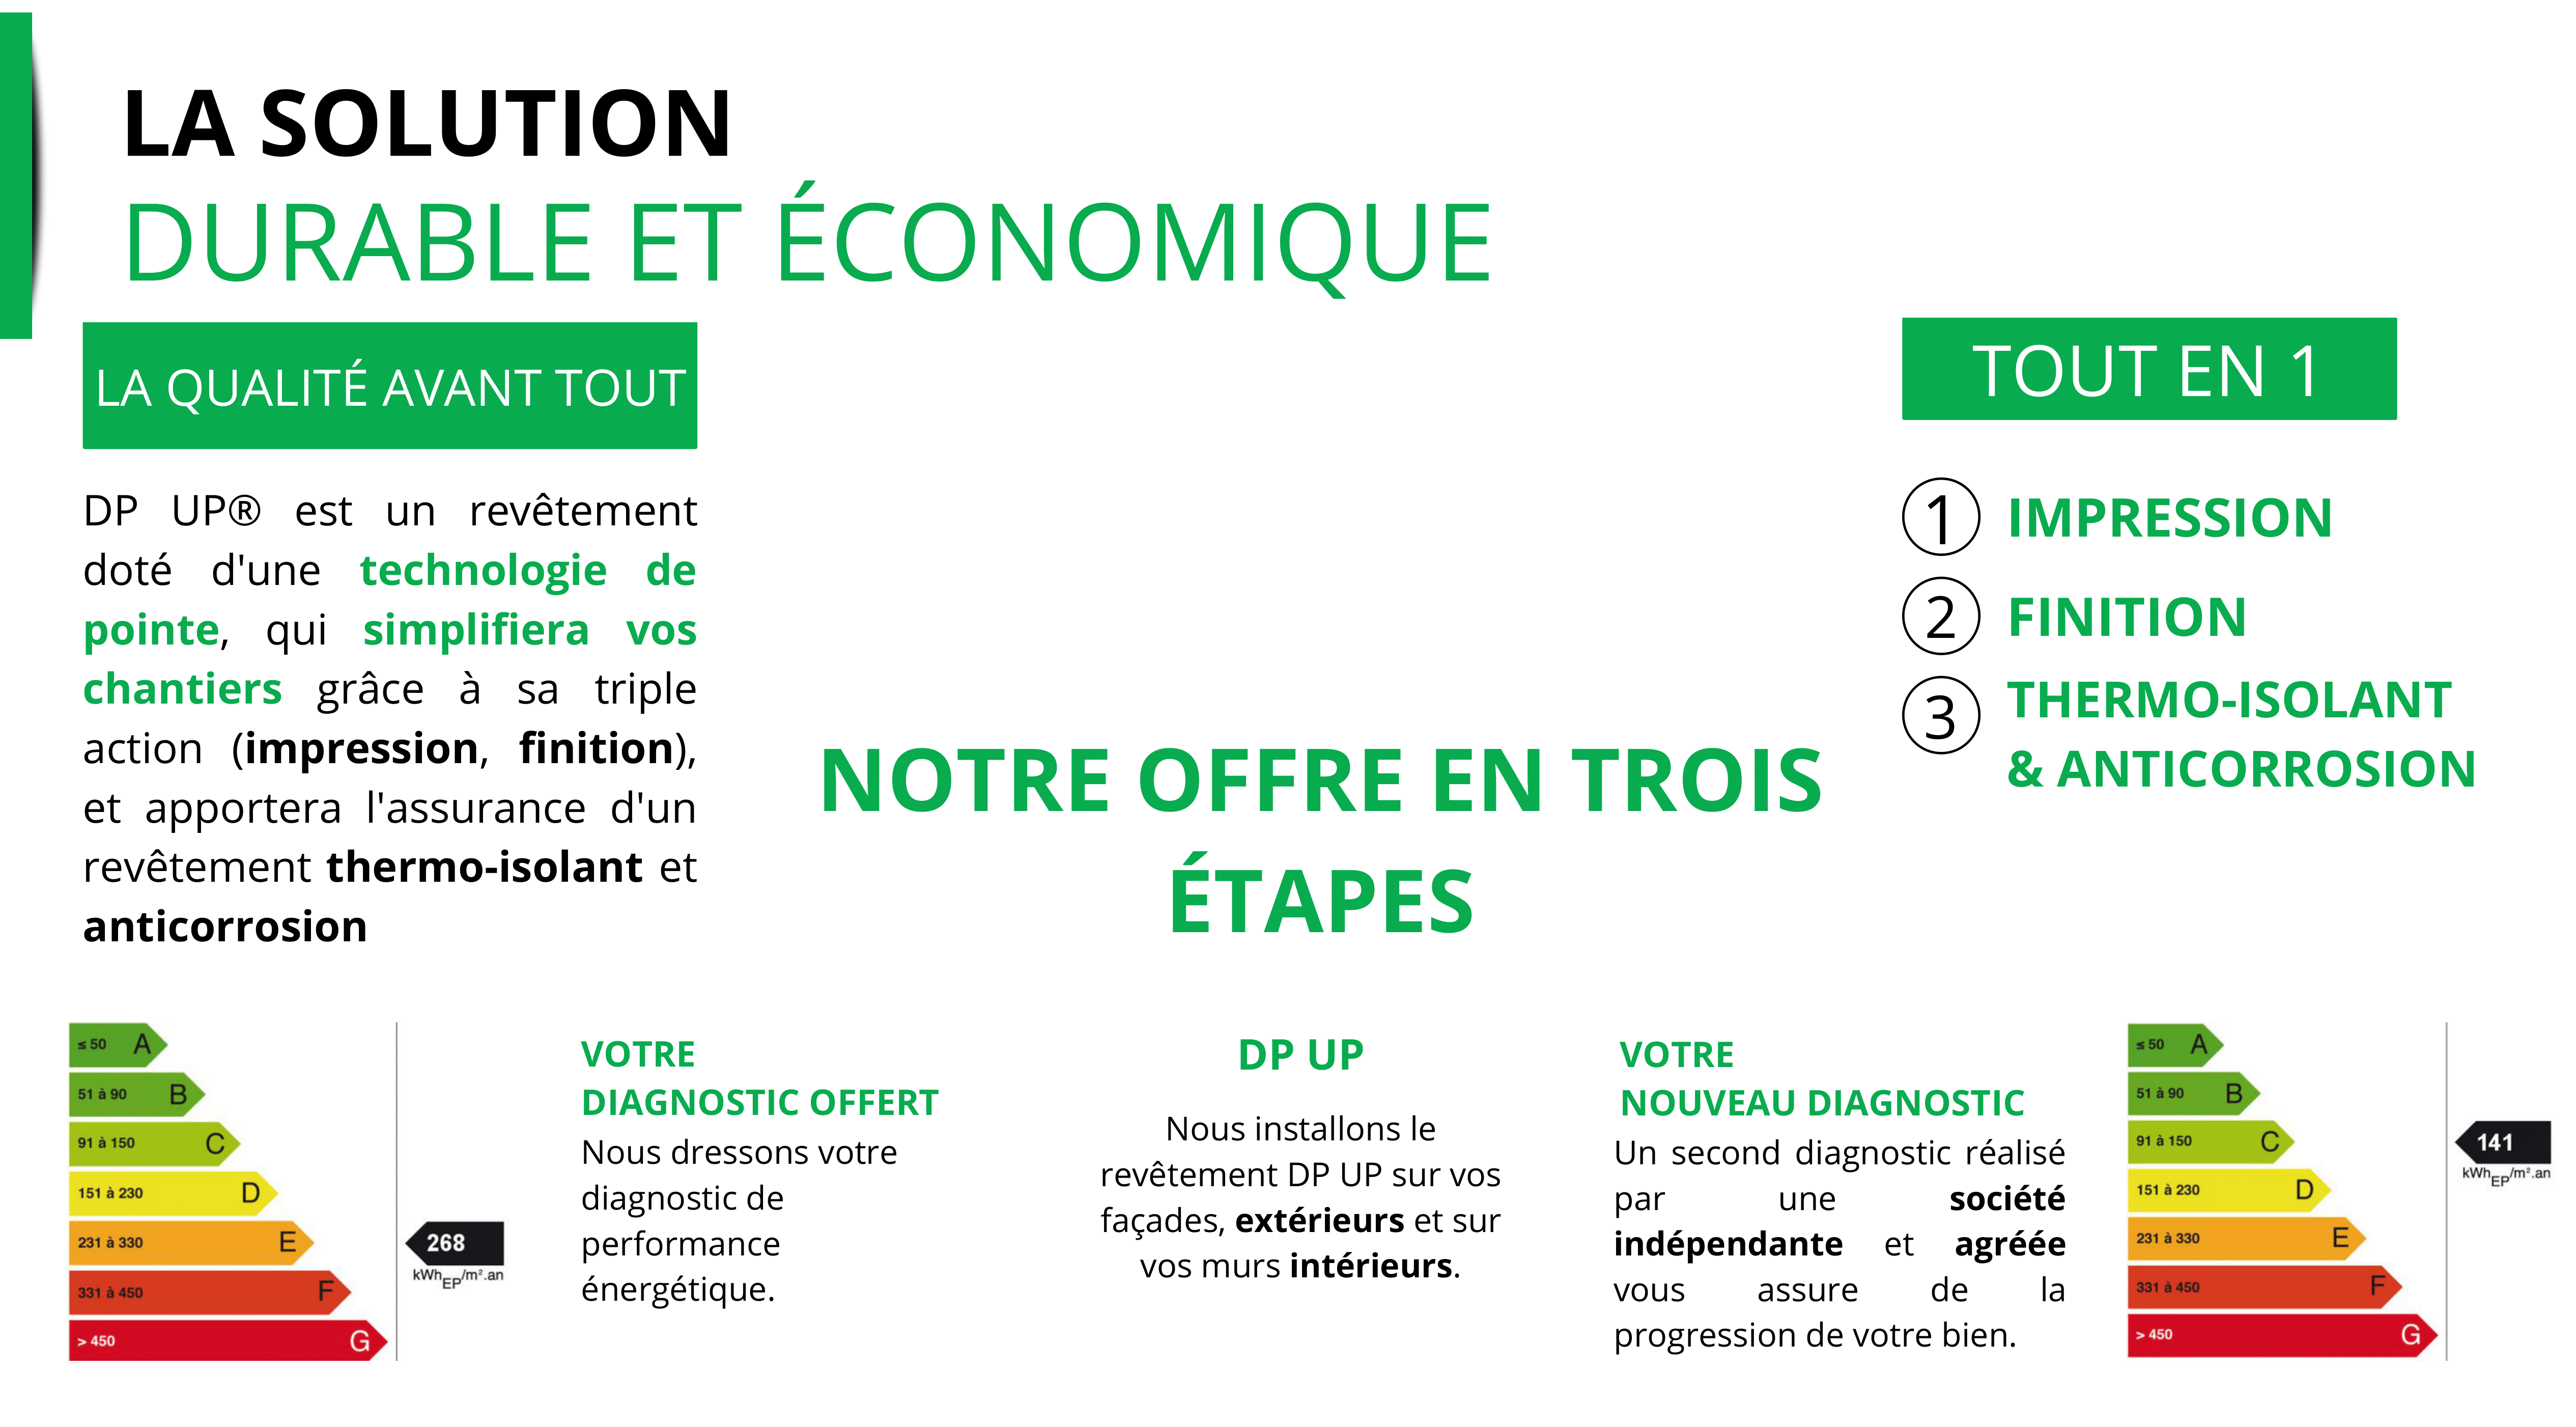 LA SOLUTION
DURABLE ET ÉCONOMIQUE
LA QUALITÉ AVANT TOUT
DP UP® est un revêtement
doté d'une technologie de
pointe, qui simplifiera vos
chantiers grâce à sa triple
action (impression, finition),
et apportera l'assurance d'un
revêtement thermo-isolant et
anticorrosion
TOUT EN 1
1 IMPRESSION
2 FINITION
3 THERMO-ISOLANT
& ANTICORROSION
NOTRE OFFRE EN TROIS
ÉTAPES
≤ 50 A
51 à 90 B
91 à 150 C
151 à 230 D
231 à 330 E
331 à 450 F
> 450 G
268
kWhEP/m².an
VOTRE
DIAGNOSTIC OFFERT
Nous dressons votre
diagnostic de
performance
énergétique.
DP UP
Nous installons le
revêtement DP UP sur vos
façades, extérieurs et sur
vos murs intérieurs.
VOTRE
NOUVEAU DIAGNOSTIC
Un second diagnostic réalisé
par une société
indépendante et agréée
vous assure de la
progression de votre bien.
≤ 50 A
51 à 90 B
91 à 150 C
151 à 230 D
231 à 330 E
331 à 450 F
> 450 G
141
kWhEP/m².an